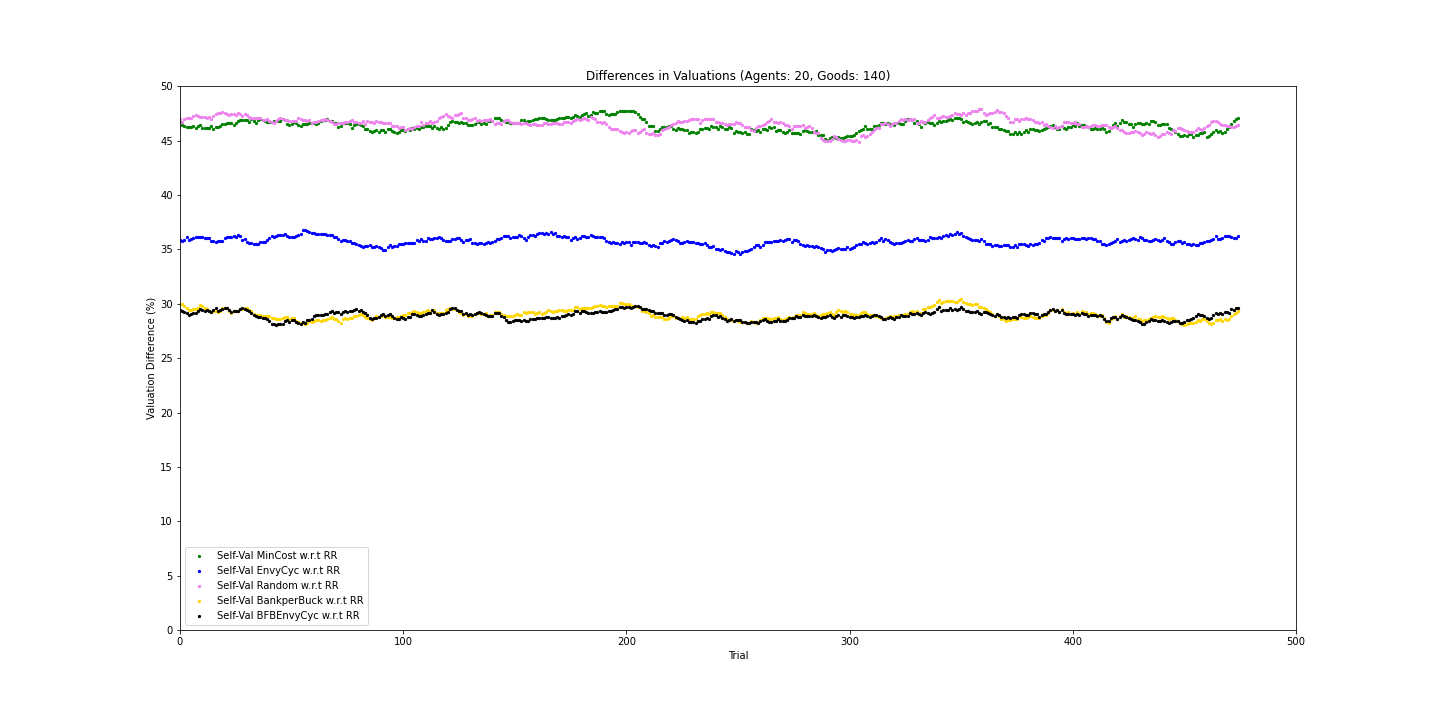 Differences in Valuations (Agents: 20, Goods: 140)
50
45
40
35
30
25
20
15
10
5
0
Valuation Difference (%)
Self-Val MinCost w.r.t RR
Self-Val EnvyCyc w.r.t RR
Self-Val Random w.r.t RR
Self-Val BankperBuck w.r.t RR
Self-Val BFBEnvyCyc w.r.t RR
0 100 200 300 400 500
Trial